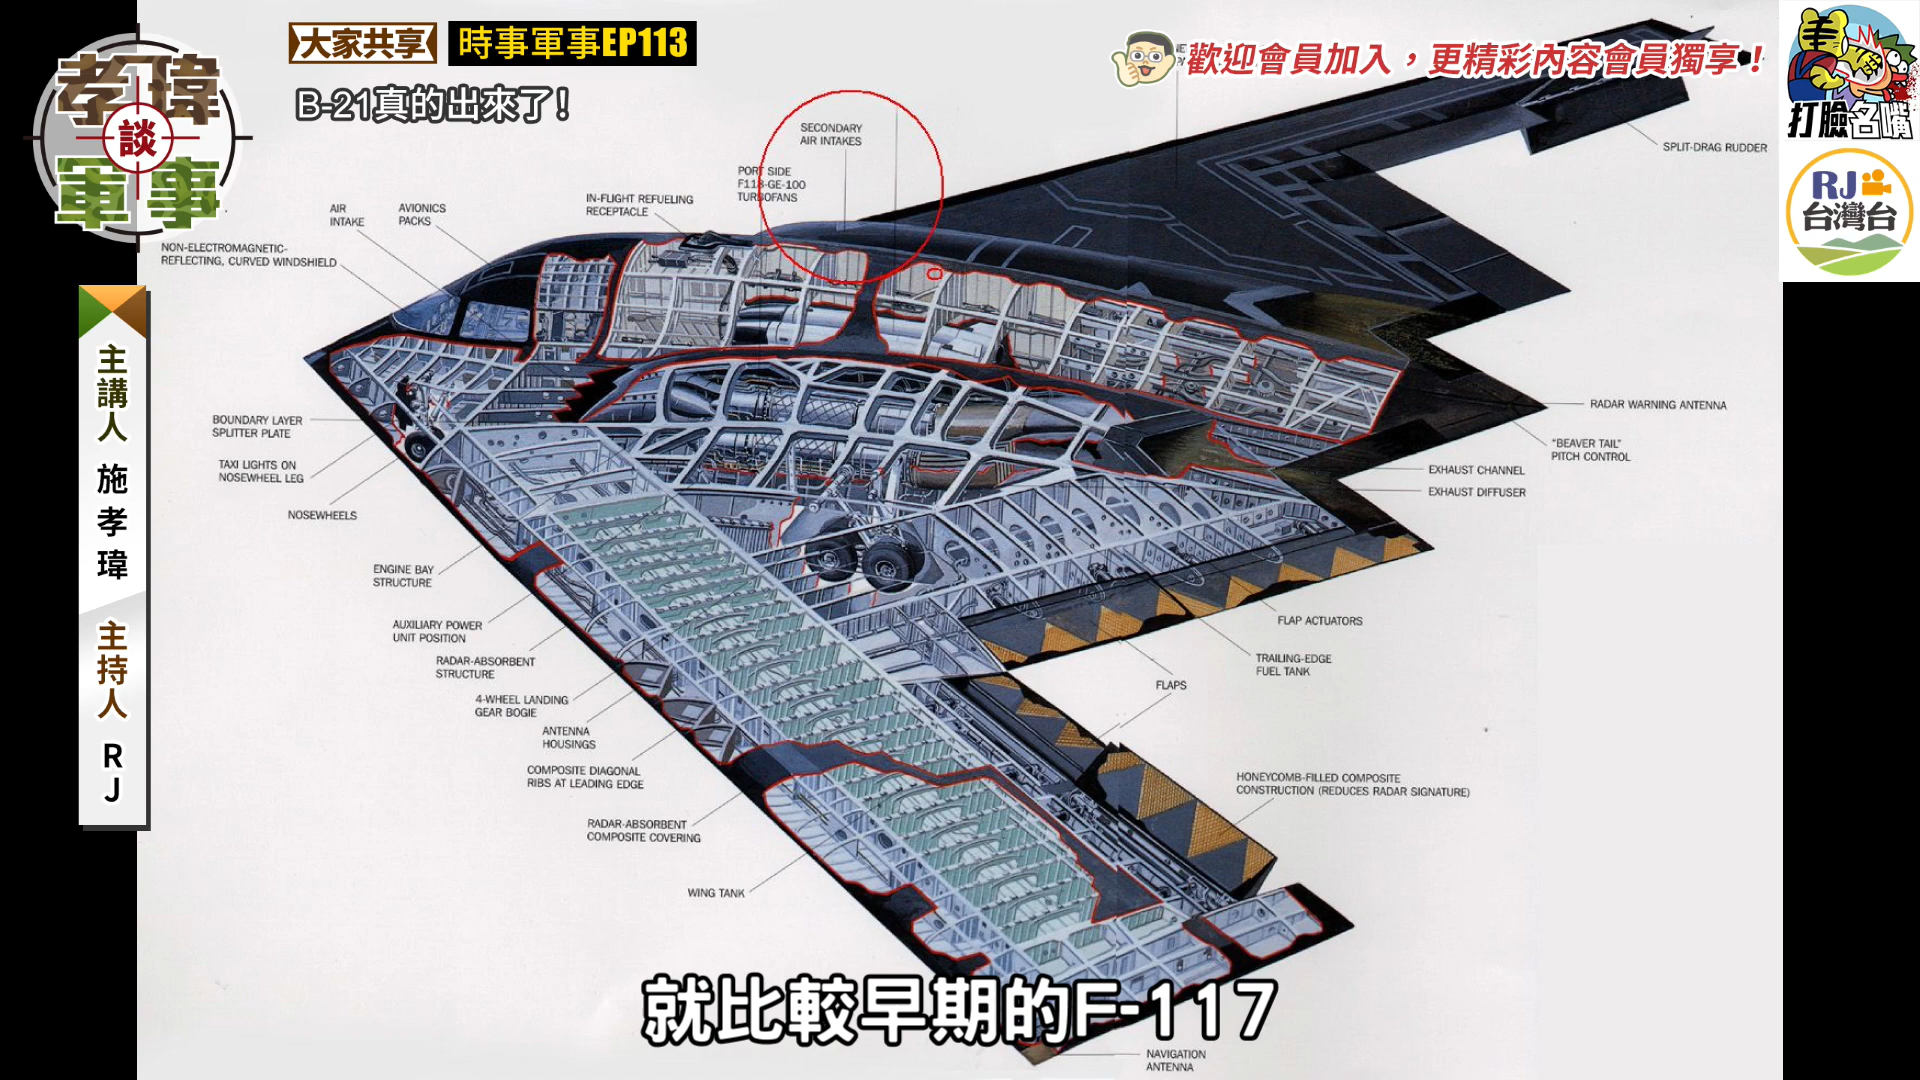 大家共享
時事軍事EP113
B-21真的出來了!
歡迎會員加入，更精彩內容會員獨享！
孝瑋
談
軍事
打臉名嘴
RJ
台灣台
主講人 施孝瑋
主持人 RJ
SECONDARY
AIR INTAKES
PORT SIDE
F118-GE-100
TURBOFANS
IN-FLIGHT REFUELING
RECEPTACLE
AIR
INTAKE
AVIONICS
PACKS
NON-ELECTROMAGNETIC-
REFLECTING, CURVED WINDSHIELD
SPLIT-DRAG RUDDER
BOUNDARY LAYER
SPLITTER PLATE
TAXI LIGHTS ON
NOSEWHEEL LEG
NOSEWHEELS
ENGINE BAY
STRUCTURE
AUXILIARY POWER
UNIT POSITION
RADAR-ABSORBENT
STRUCTURE
4-WHEEL LANDING
GEAR BOGIE
ANTENNA
HOUSINGS
COMPOSITE DIAGONAL
RIBS AT LEADING EDGE
RADAR-ABSORBENT
COMPOSITE COVERING
WING TANK
RADAR WARNING ANTENNA
"BEAVER TAIL"
PITCH CONTROL
EXHAUST CHANNEL
EXHAUST DIFFUSER
FLAP ACTUATORS
TRAILING-EDGE
FUEL TANK
FLAPS
HONEYCOMB-FILLED COMPOSITE
CONSTRUCTION (REDUCES RADAR SIGNATURE)
NAVIGATION
ANTENNA
就比較早期的F-117